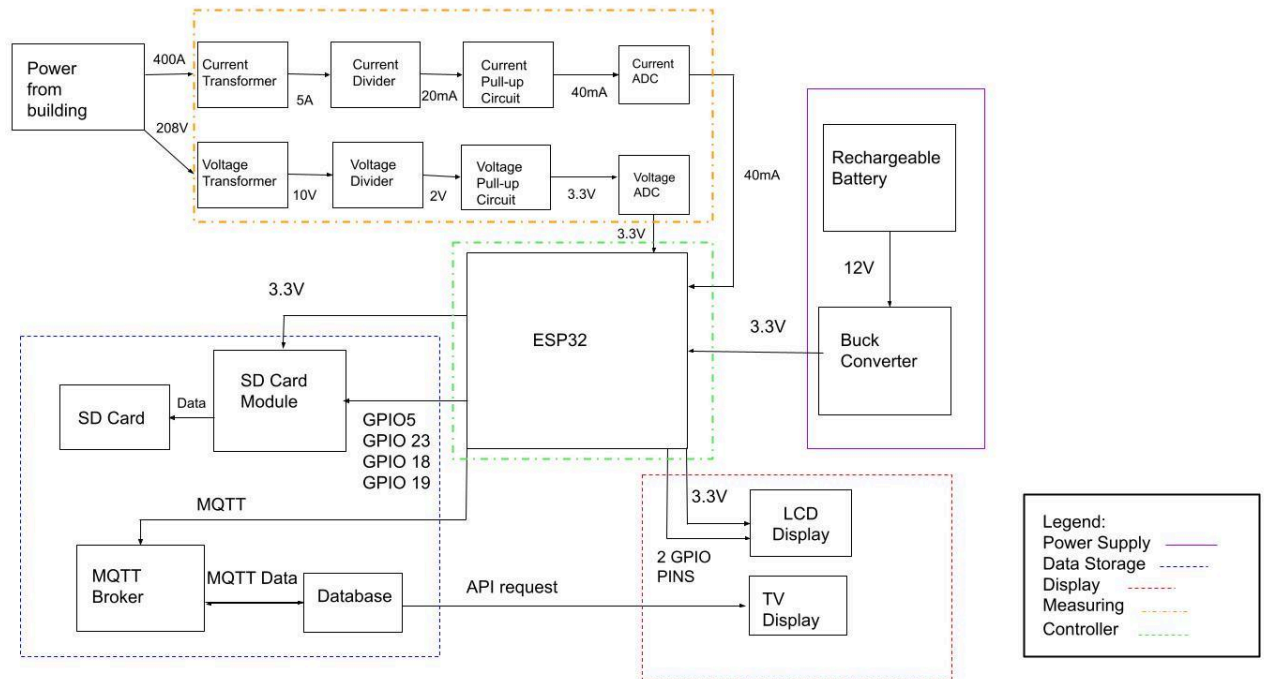 Power
from
building
400A
208V
Current
Transformer
5A
Current
Divider
20mA
Current
Pull-up
Circuit
40mA
Current
ADC
Voltage
Transformer
10V
Voltage
Divider
2V
Voltage
Pull-up
Circuit
3.3V
Voltage
ADC
3.3V
40mA
Rechargeable
Battery
12V
Buck
Converter
3.3V
ESP32
3.3V
SD Card
Module
Data
SD Card
GPIO5
GPIO 23
GPIO 18
GPIO 19
MQTT
MQTT
Broker
MQTT Data
Database
API request
3.3V
LCD
Display
2 GPIO
PINS
TV
Display
Legend:
Power Supply
Data Storage
Display
Measuring
Controller